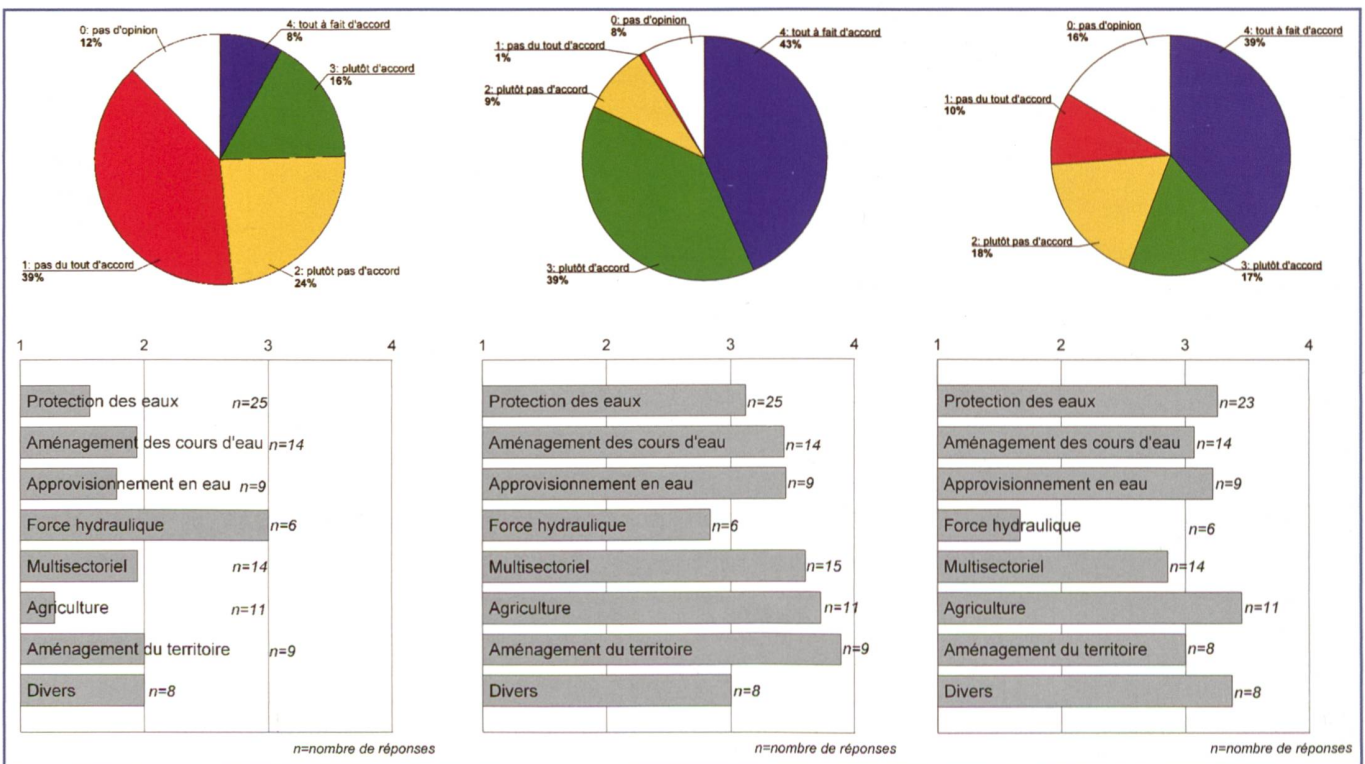 0: pas d'opinion
12%
4: tout à fait d'accord
8%
3: plutôt d'accord
16%
2: plutôt pas d'accord
24%
1: pas du tout d'accord
39%
0: pas d'opinion
8%
4: tout à fait d'accord
43%
1: pas du tout d'accord
1%
2: plutôt pas d'accord
9%
3: plutôt d'accord
39%
0: pas d'opinion
16%
4: tout à fait d'accord
39%
1: pas du tout d'accord
10%
2: plutôt pas d'accord
18%
3: plutôt d'accord
17%
1 2 3 4
Protection des eaux n=25
Aménagement des cours d'eau n=14
Approvisionnement en eau n=9
Force hydraulique n=6
Multisectoriel n=14
Agriculture n=11
Aménagement du territoire n=9
Divers n=8
n=nombre de réponses
1 2 3 4
Protection des eaux n=25
Aménagement des cours d'eau n=14
Approvisionnement en eau n=9
Force hydraulique n=6
Multisectoriel n=15
Agriculture n=11
Aménagement du territoire n=9
Divers n=8
n=nombre de réponses
1 2 3 4
Protection des eaux n=23
Aménagement des cours d'eau n=14
Approvisionnement en eau n=9
Force hydraulique n=6
Multisectoriel n=14
Agriculture n=11
Aménagement du territoire n=8
Divers n=8
n=nombre de réponses